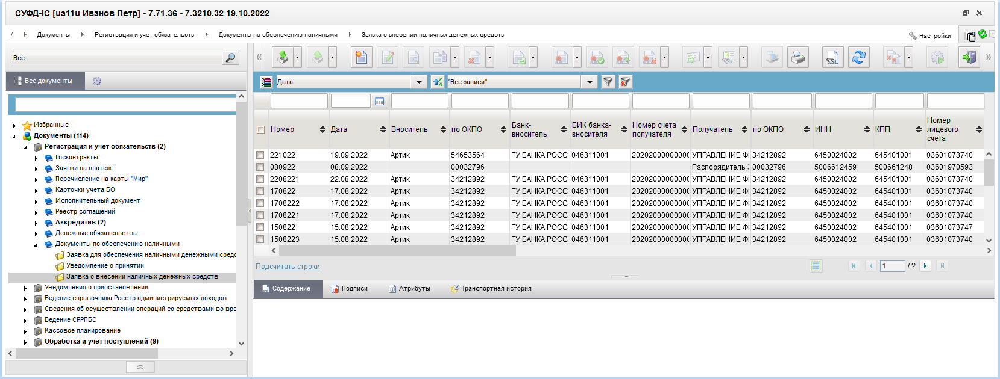 СУФД-IC [ua11u Иванов Петр] - 7.71.36 - 7.3210.32 19.10.2022
/ Документы Регистрация и учет обязательств Документы по обеспечению наличными Заявка о внесении наличных денежных средств
Настройки
Все
Все документы
Избранные
Документы (114)
Регистрация и учет обязательств (2)
Госконтракты
Заявки на платеж
Перечисление на карты "Мир"
Карточки учета БО
Исполнительный документ
Реестр соглашений
Аккредитив (2)
Денежные обязательства
Документы по обеспечению наличными
Заявка для обеспечения наличными денежными средс
Уведомление о принятии
Заявка о внесении наличных денежных средств
Уведомления о приостановлении
Ведение справочника Реестр администрируемых доходов
Сведения об осуществлении операций со средствами во вре
Ведение СРРПБС
Кассовое планирование
Обработка и учёт поступлений (9)
Дата "Все записи"
Номер Дата Вноситель по ОКПО Банк-вноситель БИК банка-вносителя Номер счета получателя Получатель по ОКПО ИНН КПП Номер лицевого счета
221022 19.09.2022 Артик 54653564 ГУ БАНКА РОСС 046311001 20202000000000 УПРАВЛЕНИЕ ФІ 34212892 6450024002 645401001 03601073740
080922 08.09.2022 00032796 Распорядитель 00032796 5006612459 500661248 03601970593
2208221 22.08.2022 Артик 34212892 ГУ БАНКА РОСС 046311001 20202000000000 УПРАВЛЕНИЕ ФІ 34212892 6450024002 645401001 03601073740
170822 17.08.2022 Артик 34212892 ГУ БАНКА РОСС 046311001 20202000000000 УПРАВЛЕНИЕ ФІ 34212892 6450024002 645401001 03601073740
1708222 17.08.2022 Артик 34212892 ГУ БАНКА РОСС 046311001 20202000000000 УПРАВЛЕНИЕ ФІ 34212892 6450024002 645401001 03601073740
1708221 17.08.2022 Артик 34212892 ГУ БАНКА РОСС 046311001 20202000000000 УПРАВЛЕНИЕ ФІ 34212892 6450024002 645401001 03601073740
150822 15.08.2022 Артик 34212892 ГУ БАНКА РОСС 046311001 20202000000000 УПРАВЛЕНИЕ ФІ 34212892 6450024002 645401001 03601073747
1508223 15.08.2022 Артик 34212892 ГУ БАНКА РОСС 046311001 20202000000000 УПРАВЛЕНИЕ ФІ 34212892 6450024002 645401001 03601073740
Подсчитать строки 1 / ?
Содержание Подписи Атрибуты Транспортная история